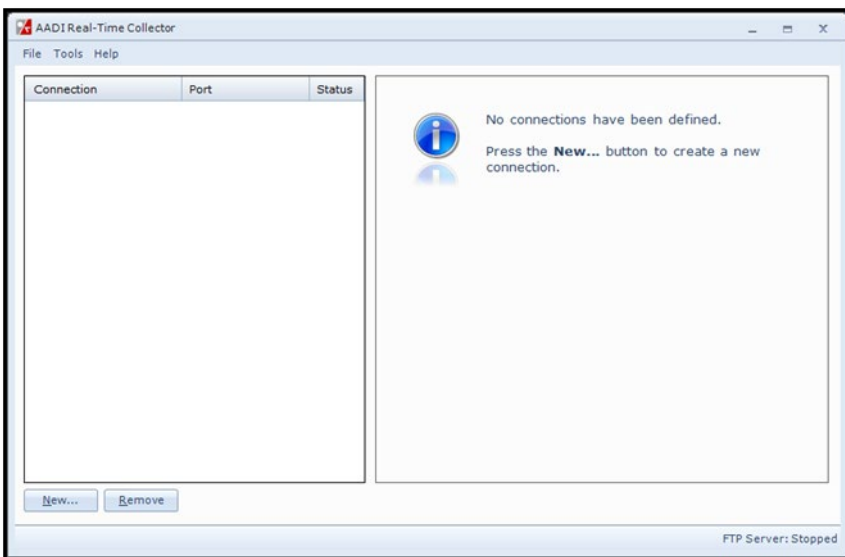 AADI Real-Time Collector
File Tools Help
Connection Port Status
No connections have been defined.
Press the New... button to create a new
connection.
New... Remove
FTP Server: Stopped